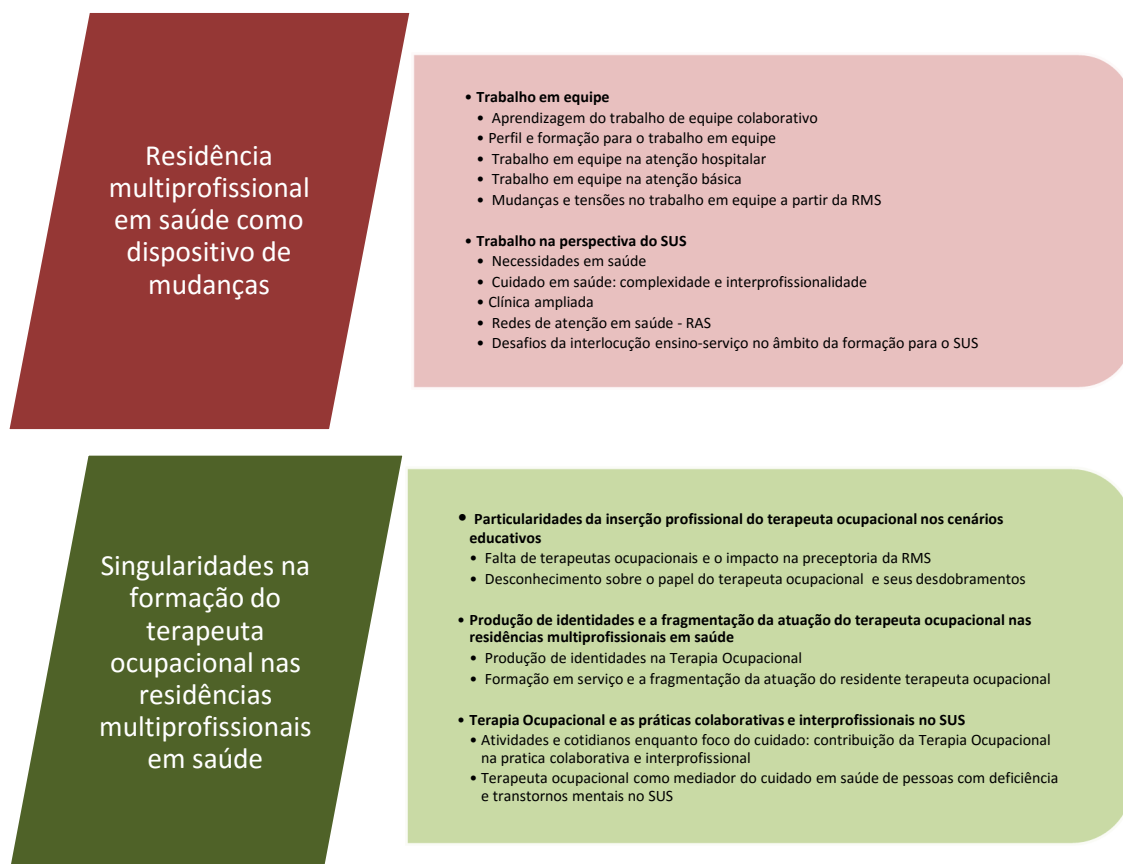 Residência
multiprofissional
em saúde como
dispositivo de
mudanças
• Trabalho em equipe
• Aprendizagem do trabalho de equipe colaborativo
• Perfil e formação para o trabalho em equipe
• Trabalho em equipe na atenção hospitalar
• Trabalho em equipe na atenção básica
• Mudanças e tensões no trabalho em equipe a partir da RMS
• Trabalho na perspectiva do SUS
• Necessidades em saúde
• Cuidado em saúde: complexidade e interprofissionalidade
• Clínica ampliada
• Redes de atenção em saúde - RAS
• Desafios da interlocução ensino-serviço no âmbito da formação para o SUS
Singularidades na
formação do
terapeuta
ocupacional nas
residências
multiprofissionais
em saúde
• Particularidades da inserção profissional do terapeuta ocupacional nos cenários
educativos
• Falta de terapeutas ocupacionais e o impacto na preceptoria da RMS
• Desconhecimento sobre o papel do terapeuta ocupacional e seus desdobramentos
• Produção de identidades e a fragmentação da atuação do terapeuta ocupacional nas
residências multiprofissionais em saúde
• Produção de identidades na Terapia Ocupacional
• Formação em serviço e a fragmentação da atuação do residente terapeuta ocupacional
• Terapia Ocupacional e as práticas colaborativas e interprofissionais no SUS
• Atividades e cotidianos enquanto foco do cuidado: contribuição da Terapia Ocupacional
na pratica colaborativa e interprofissional
• Terapeuta ocupacional como mediador do cuidado em saúde de pessoas com deficiência
e transtornos mentais no SUS